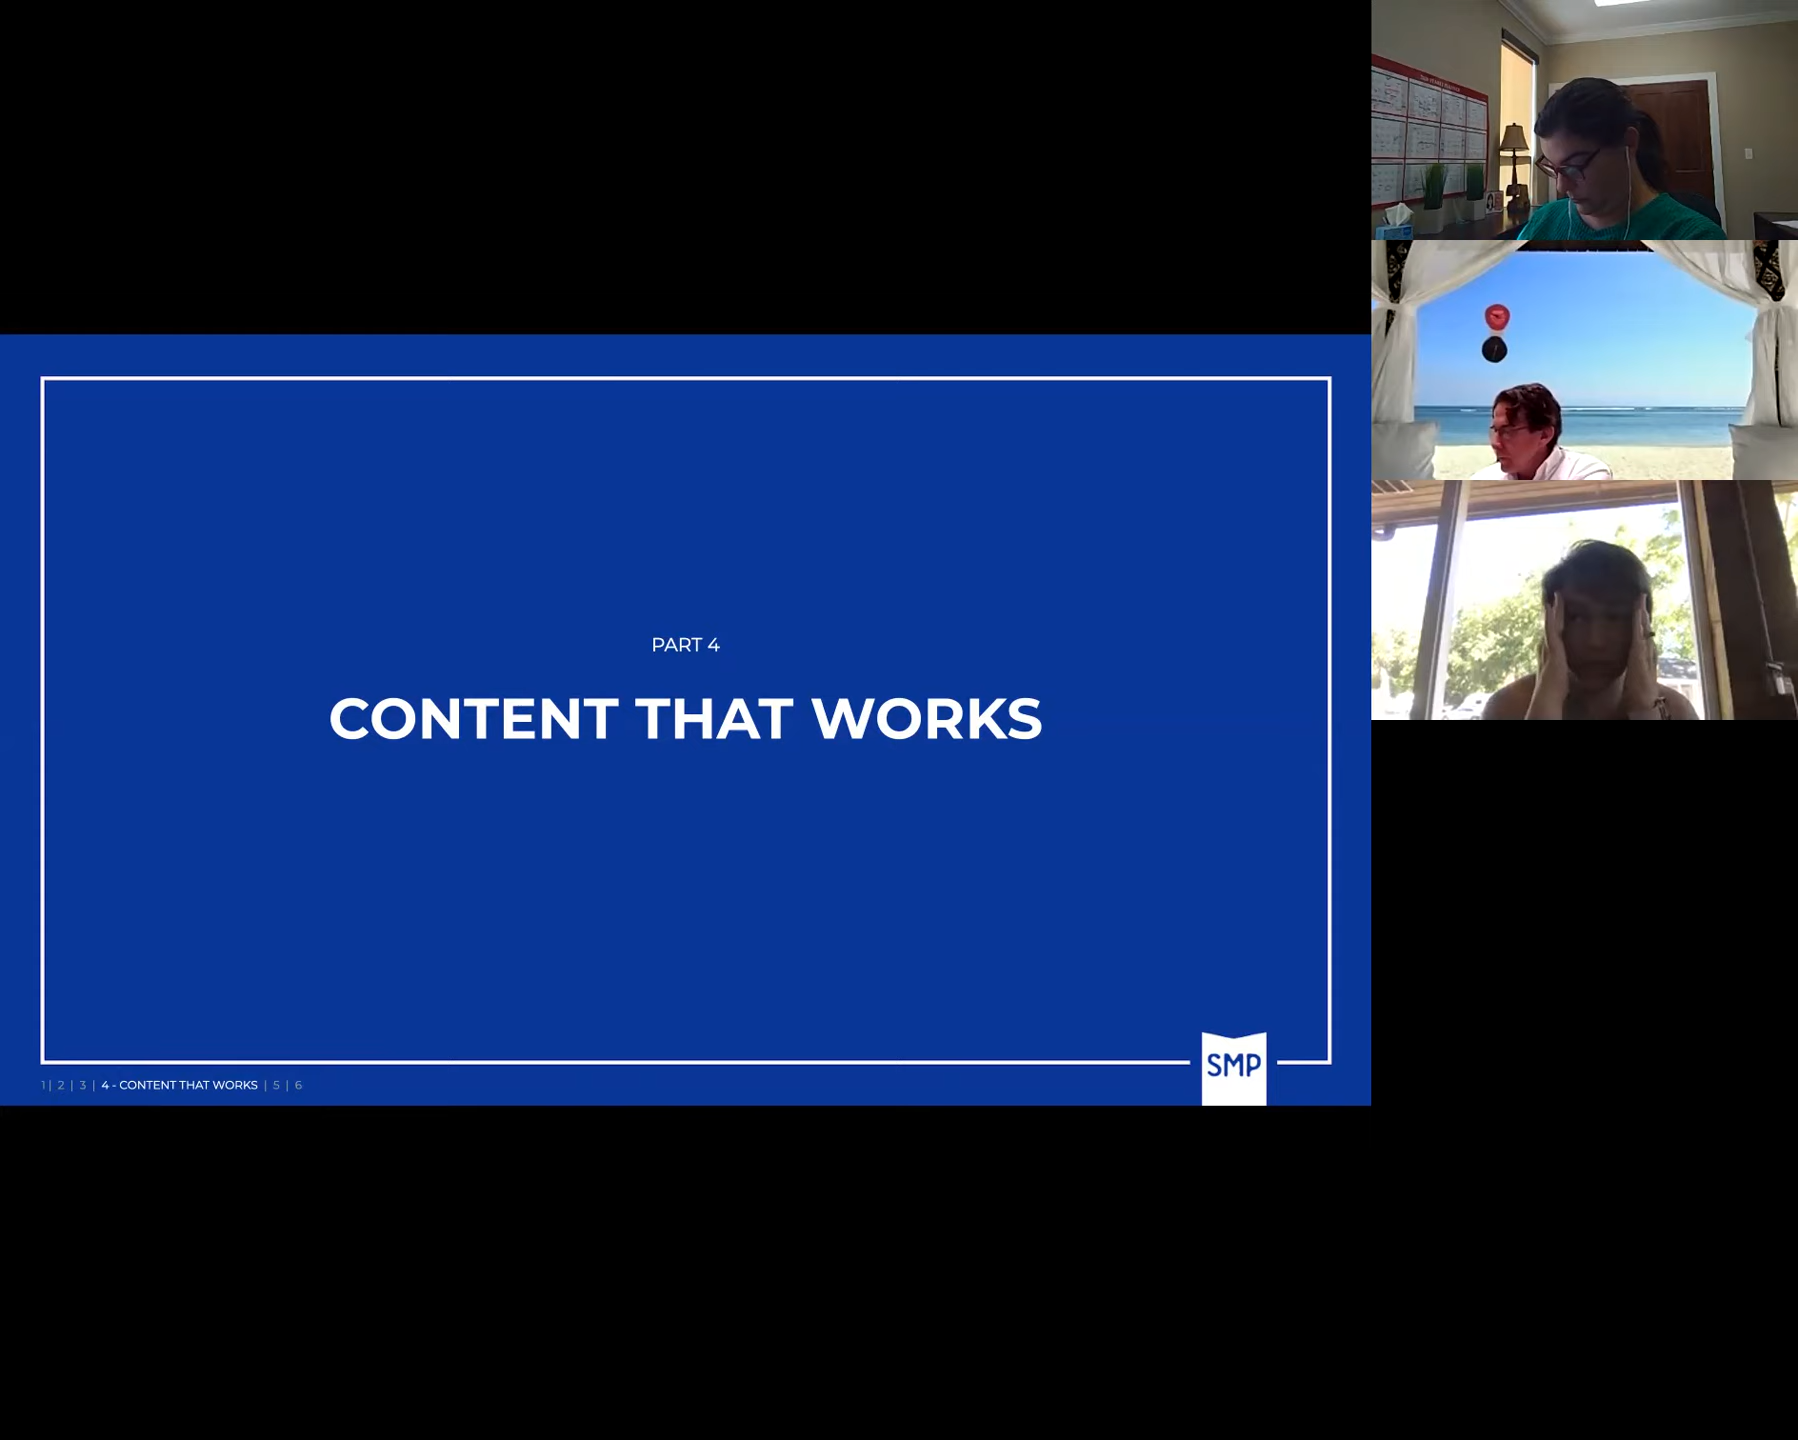 PART 4
CONTENT THAT WORKS
SMP
1 | 2 | 3 | 4 - CONTENT THAT WORKS | 5 | 6